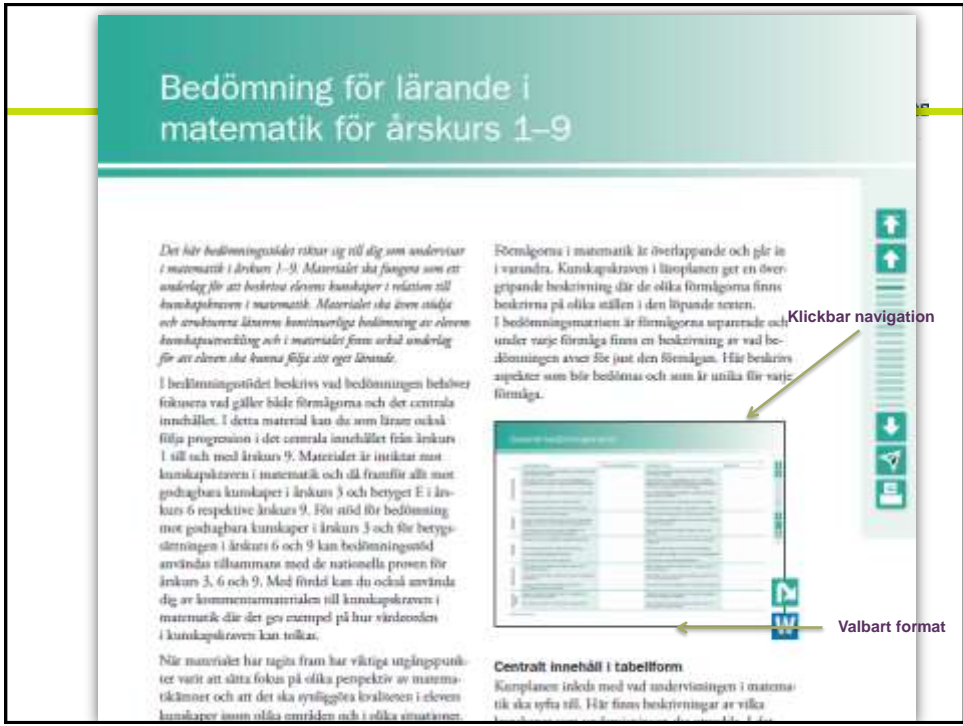 Bedömning för lärande i
matematik för årskurs 1–9
Det här bedömningsstödet riktar sig till dig som undervisar
i matematik i årskurs 1–9. Materialet ska fungera som ett
underlag för att beskriva elevens kunskaper i relation till
kunskapskraven i matematik. Materialet ska även stödja
och strukturera lärarens kontinuerliga bedömning av elevens
kunskapsutveckling och i materialet finns också underlag
för att eleven ska kunna följa sitt eget lärande.
I bedömningsstödet beskrivs vad bedömningen behöver
fokusera vad gäller både förmågorna och det centrala
innehållet. I detta material kan du som lärare också
följa progression i det centrala innehållet från årskurs
1 till och med årskurs 9. Materialet är inriktat mot
kunskapskraven i matematik och då framför allt mot
godtagbara kunskaper i årskurs 3 och betyget E i års-
kurs 6 respektive årskurs 9. För stöd för bedömning
mot godtagbara kunskaper i årskurs 3 och för betygs-
sättningen i årskurs 6 och 9 kan bedömningsstöd
användas tillsammans med de nationella proven för
årskurs 3, 6 och 9. Med fördel kan du också använda
dig av kommentarmaterialen till kunskapskraven i
matematik där det ges exempel på hur värdeorden
i kunskapskraven kan tolkas.
När materialet har tagits fram har viktiga utgångspunk-
ter varit att sätta fokus på olika perspektiv av matema-
tikämnet och att det ska synliggöra kvaliteten i elevens
kunskaper inom olika områden och i olika situationer.
Förmågorna i matematik är överlappande och går in
i varandra. Kunskapskraven i läroplanen ger en över-
gripande beskrivning där de olika förmågorna finns
beskrivna på olika ställen i den löpande texten.
I bedömningsmatrisen är förmågorna separerade och
under varje förmåga finns en beskrivning av vad be-
dömningen avser för just den förmågan. Här beskrivs
aspekter som bör bedömas och som är unika för varje
förmåga.
Klickbar navigation
W
Valbart format
Centralt innehåll i tabellform
Kursplanen inleds med vad undervisningen i matema-
tik ska syfta till. Här finns beskrivningar av vilka